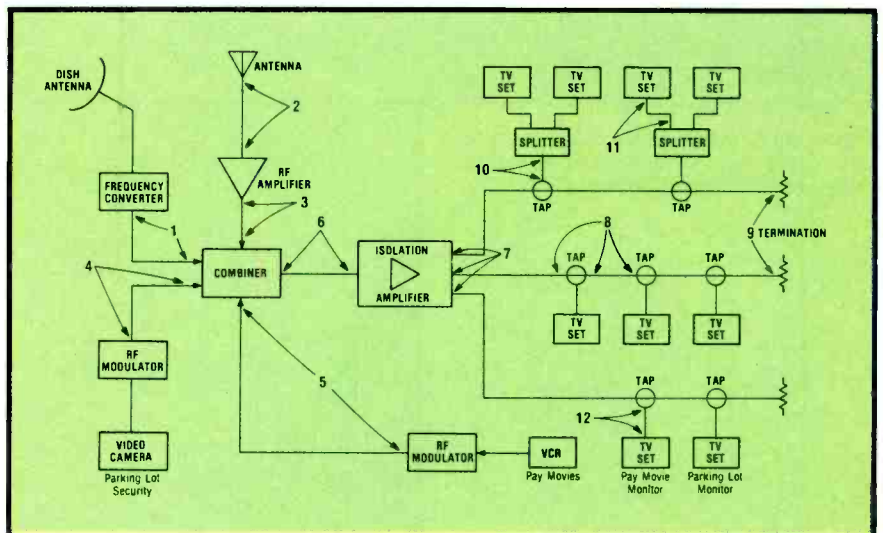 DISH
ANTENNA
ANTENNA
2
RF
AMPLIFIER
FREQUENCY
CONVERTER
3
1
4
COMBINER
6
ISOLATION
AMPLIFIER
7
TV
SET
TV
SET
TV
SET
TV
SET
11
SPLITTER
SPLITTER
10
TAP
TAP
8
9 TERMINATION
TAP
TAP
TAP
TV
SET
TV
SET
TV
SET
RF
MODULATOR
5
TAP
TAP
12
VIDEO
CAMERA
Parking Lot
Security
RF
MODULATOR
VCR
Pay Movies
TV
SET
TV
SET
Pay Movie
Monitor
Parking Lot
Monitor